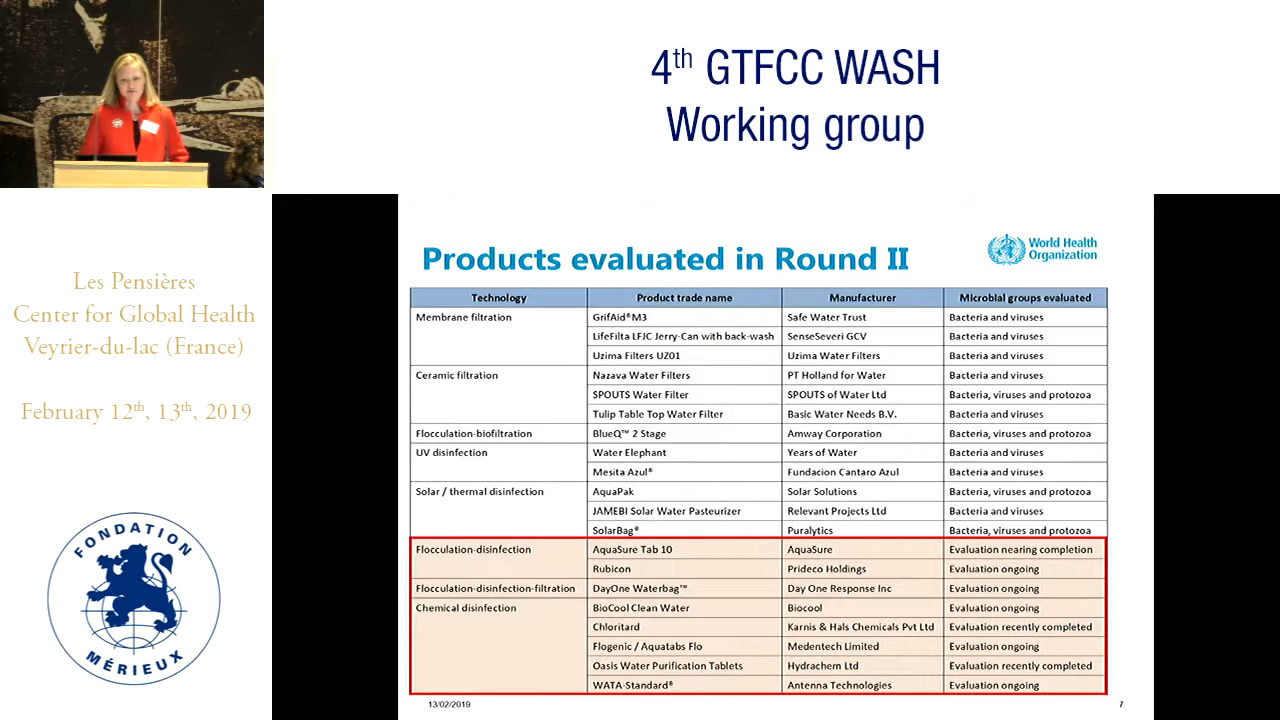 4th GTFCC WASH
Working group
Les Pensières
Center for Global Health
Veyrier-du-lac (France)
February 12th, 13th, 2019
FONDATION
MÉRIEUX
Products evaluated in Round II
World Health
Organization
Technology Product trade name Manufacturer Microbial groups evaluated
Membrane filtration GrifAid®M3 Safe Water Trust Bacteria and viruses
LifeFilta LFJC Jerry-Can with back-wash SenseSeveri GCV Bacteria and viruses
Uzima Filters UZ01 Uzima Water Filters Bacteria and viruses
Ceramic filtration Nazava Water Filters PT Holland for Water Bacteria and viruses
SPOUTS Water Filter SPOUTS of Water Ltd Bacteria, viruses and protozoa
Tulip Table Top Water Filter Basic Water Needs B.V. Bacteria and viruses
Flocculation-biofiltration BlueQ™ 2 Stage Amway Corporation Bacteria, viruses and protozoa
UV disinfection Water Elephant Years of Water Bacteria and viruses
Mesita Azul® Fundacion Cantaro Azul Bacteria and viruses
Solar / thermal disinfection AquaPak Solar Solutions Bacteria, viruses and protozoa
JAMEBI Solar Water Pasteurizer Relevant Projects Ltd Bacteria and viruses
SolarBag® Puralytics Bacteria, viruses and protozoa
Flocculation-disinfection AquaSure Tab 10 AquaSure Evaluation nearing completion
Rubicon Prideco Holdings Evaluation ongoing
Flocculation-disinfection-filtration DayOne Waterbag™ Day One Response Inc Evaluation ongoing
Chemical disinfection BioCool Clean Water Biocool Evaluation ongoing
Chloritard Karnis & Hals Chemicals Pvt Ltd Evaluation recently completed
Flogenic / Aquatabs Flo Medentech Limited Evaluation ongoing
Oasis Water Purification Tablets Hydrachem Ltd Evaluation recently completed
WATA-Standard® Antenna Technologies Evaluation ongoing
13/02/2019 7